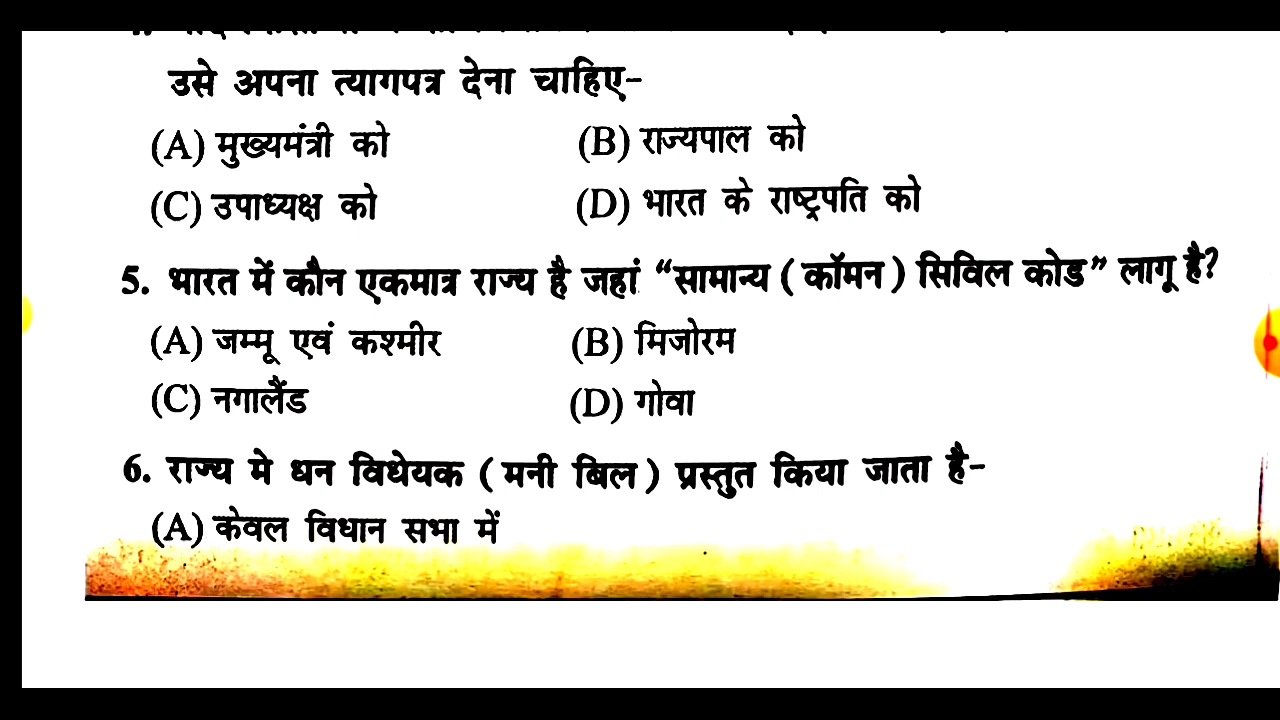 उसे अपना त्यागपत्र देना चाहिए-
(A) मुख्यमंत्री को (B) राज्यपाल को
(C) उपाध्यक्ष को (D) भारत के राष्ट्रपति को
5. भारत में कौन एकमात्र राज्य है जहां “सामान्य (कॉमन) सिविल कोड” लागू है?
(A) जम्मू एवं कश्मीर (B) मिजोरम
(C) नगालैंड (D) गोवा
6. राज्य मे धन विधेयक (मनी बिल) प्रस्तुत किया जाता है-
(A) केवल विधान सभा में